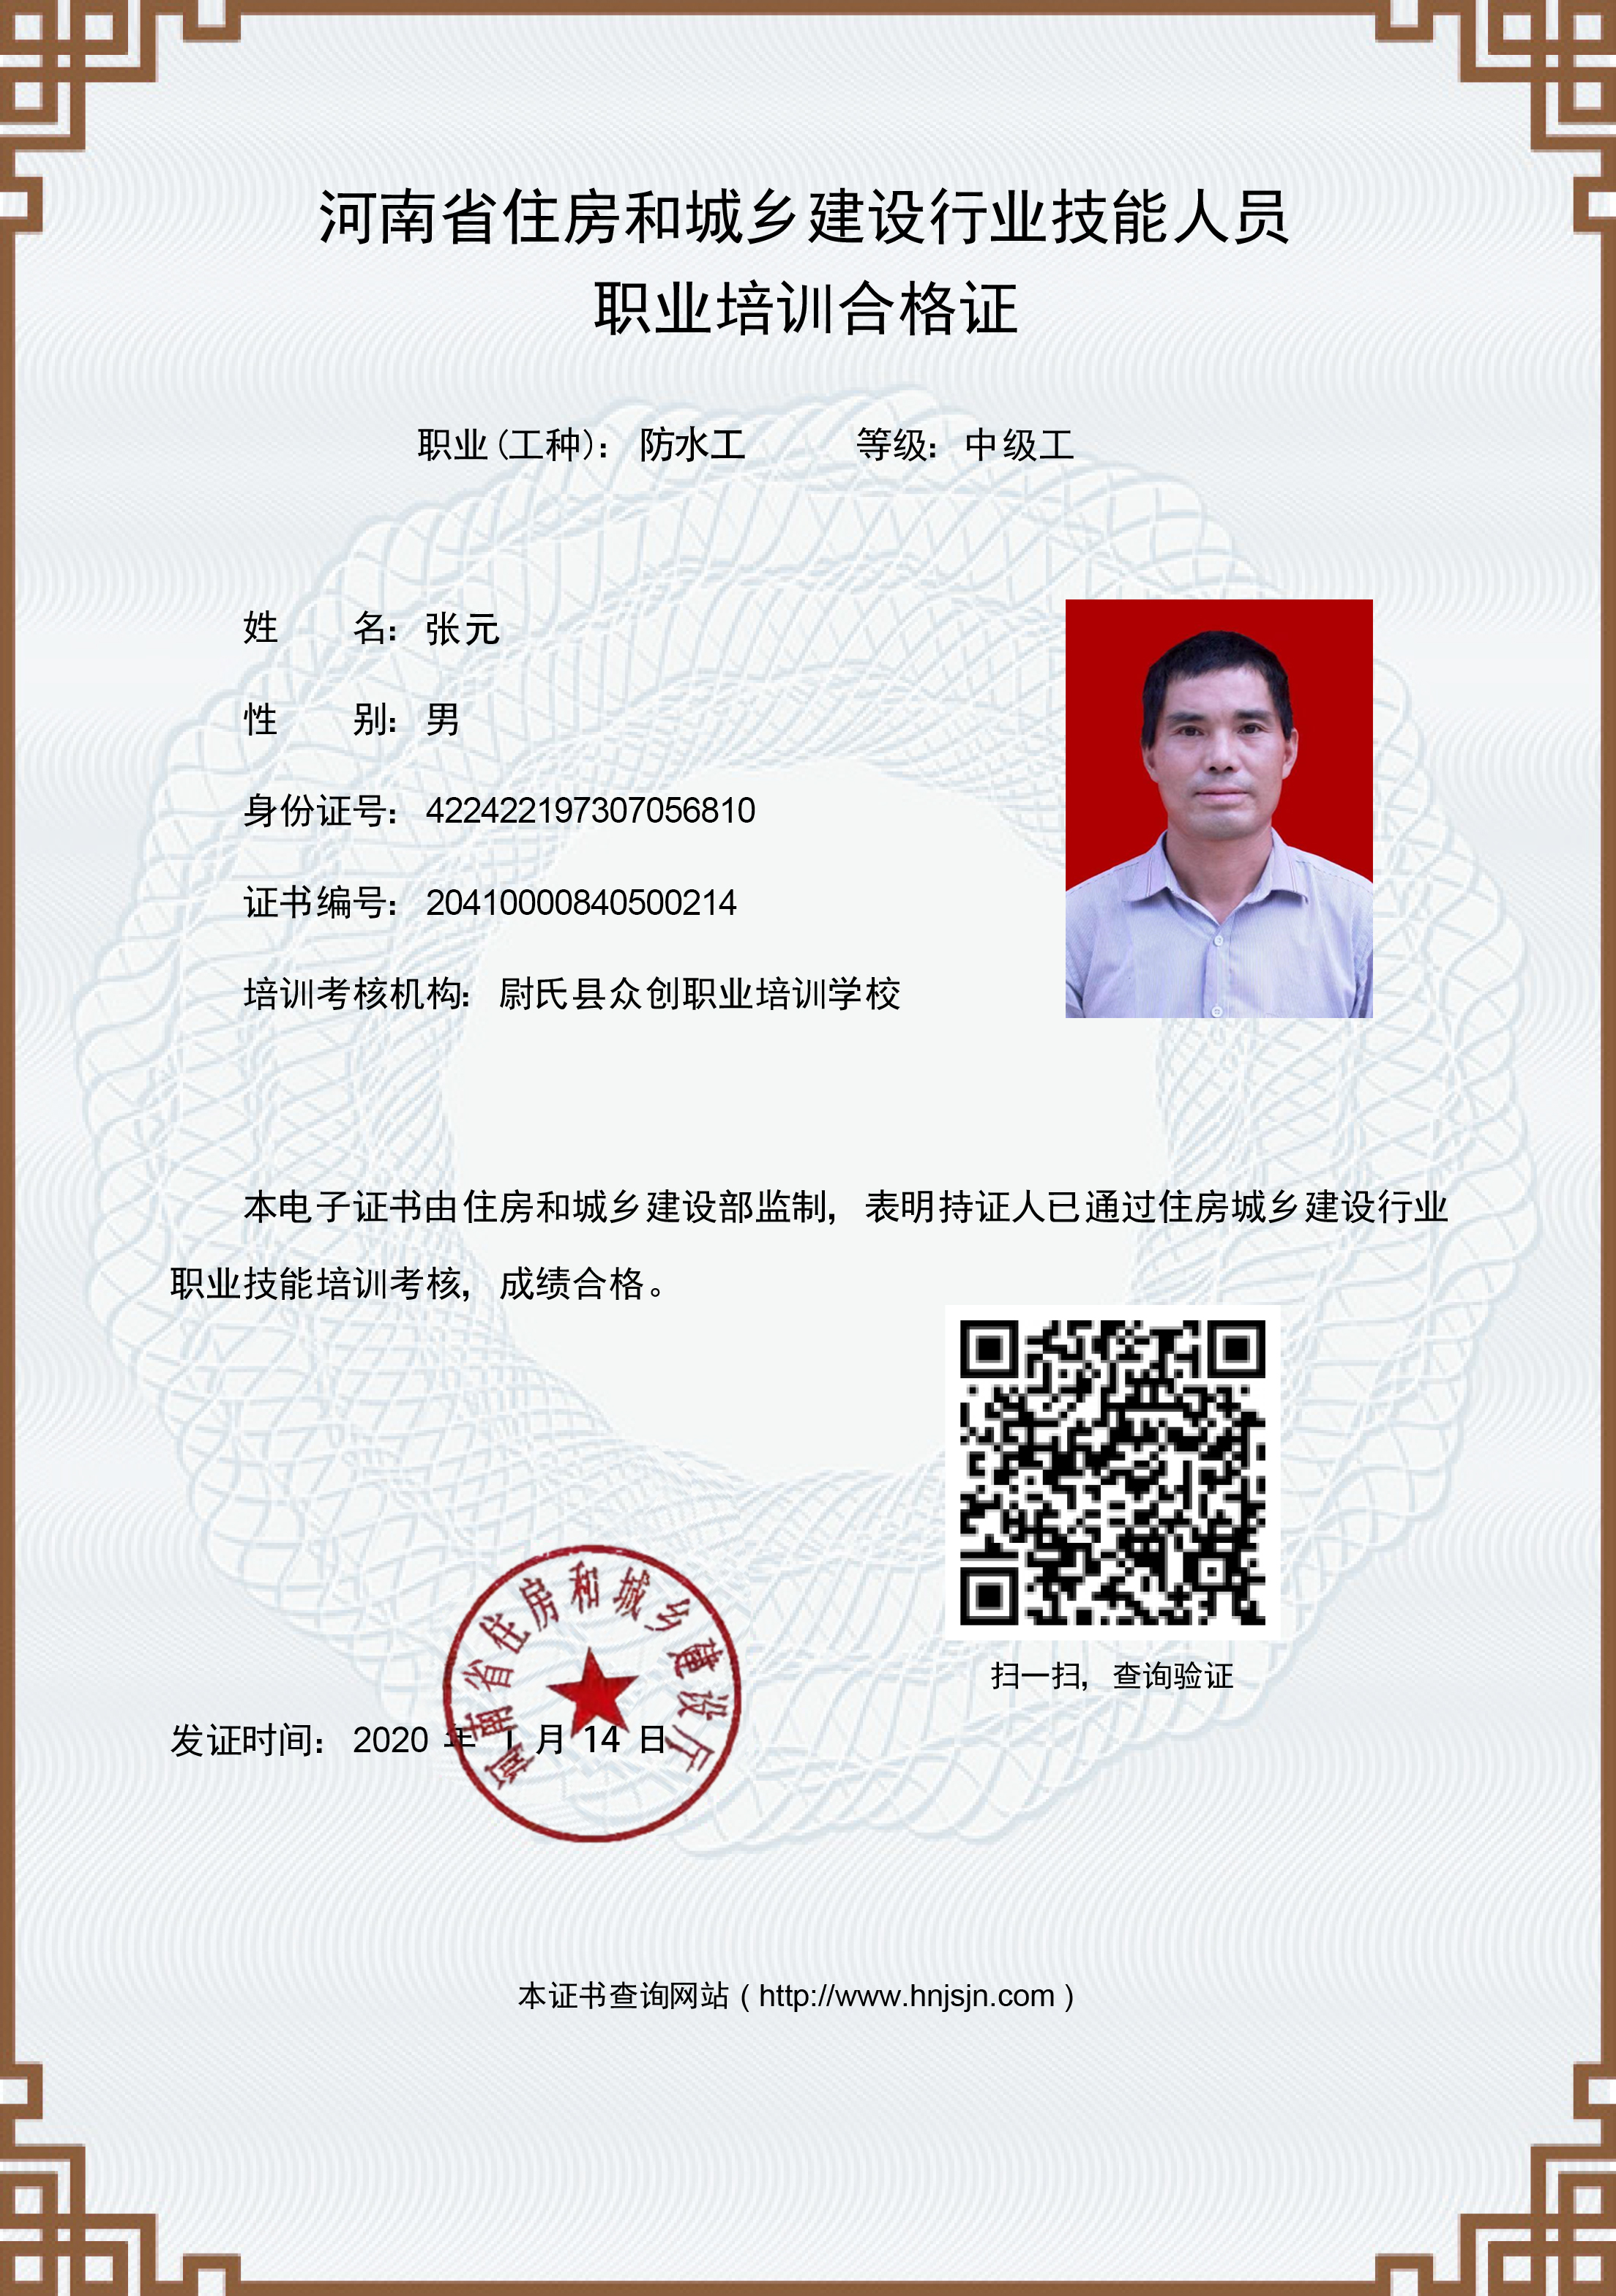 河南省住房和城乡建设行业技能人员
职业培训合格证
职业(工种)： 防水工 等级： 中级工
姓 名： 张元
性 别： 男
身份证号： 422422197307056810
证书编号： 20410000840500214
培训考核机构： 尉氏县众创职业培训学校
本电子证书由住房和城乡建设部监制， 表明持证人已通过住房城乡建设行业
职业技能培训考核， 成绩合格。
扫一扫， 查询验证
河南省住房和城乡建设厅
发证时间： 2020 年 1 月 14 日
本证书查询网站（http://www.hnjsjn.com）